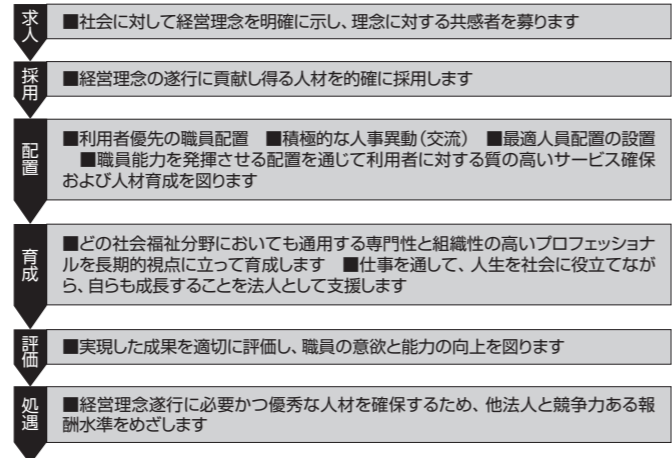 求人
■社会に対して経営理念を明確に示し、理念に対する共感者を募ります
採用
■経営理念の遂行に貢献し得る人材を的確に採用します
配置
■利用者優先の職員配置　■積極的な人事異動(交流)　■最適人員配置の設置
■職員能力を発揮させる配置を通じて利用者に対する質の高いサービス確保
および人材育成を図ります
育成
■どの社会福祉分野においても通用する専門性と組織性の高いプロフェッショナ
ルを長期的視点に立って育成します　■仕事を通して、人生を社会に役立てなが
ら、自らも成長することを法人として支援します
評価
■実現した成果を適切に評価し、職員の意欲と能力の向上を図ります
処遇
■経営理念遂行に必要かつ優秀な人材を確保するため、他法人と競争力ある報
酬水準をめざします